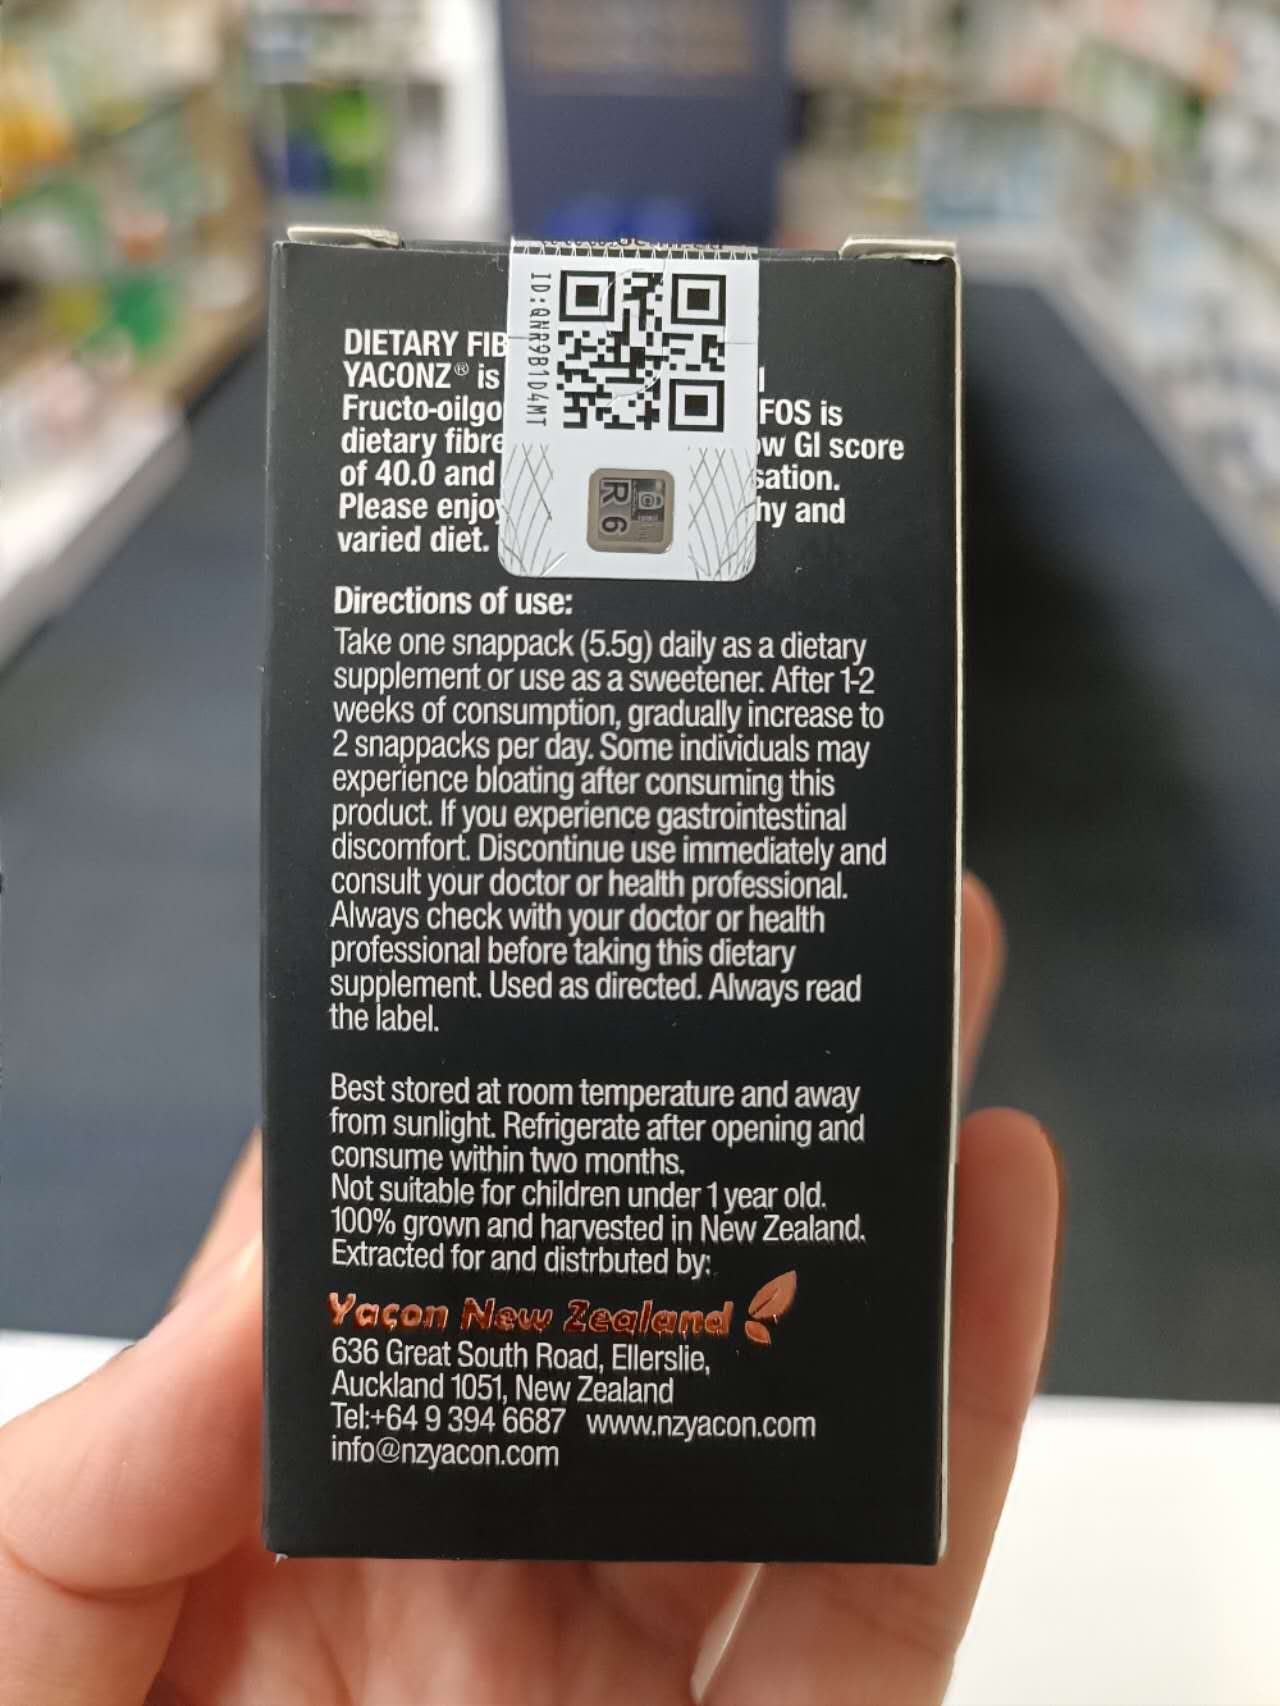 ID:QNR9B1D4MT
R6
DIETARY FIB
YACONZ® is
Fructo-oilgo FOS is
dietary fibre ow GI score
of 40.0 and sation.
Please enjoy hy and
varied diet.
Directions of use:
Take one snappack (5.5g) daily as a dietary
supplement or use as a sweetener. After 1-2
weeks of consumption, gradually increase to
2 snappacks per day. Some individuals may
experience bloating after consuming this
product. If you experience gastrointestinal
discomfort. Discontinue use immediately and
consult your doctor or health professional.
Always check with your doctor or health
professional before taking this dietary
supplement. Used as directed. Always read
the label.
Best stored at room temperature and away
from sunlight. Refrigerate after opening and
consume within two months.
Not suitable for children under 1 year old.
100% grown and harvested in New Zealand.
Extracted for and distrbuted by:
Yacon New Zealand
636 Great South Road, Ellerslie,
Auckland 1051, New Zealand
Tel:+64 9 394 6687 www.nzyacon.com
info@nzyacon.com